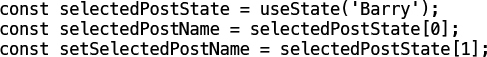 const selectedPostState = useState('Barry');
const selectedPostName = selectedPostState[0];
const setSelectedPostName = selectedPostState[1];